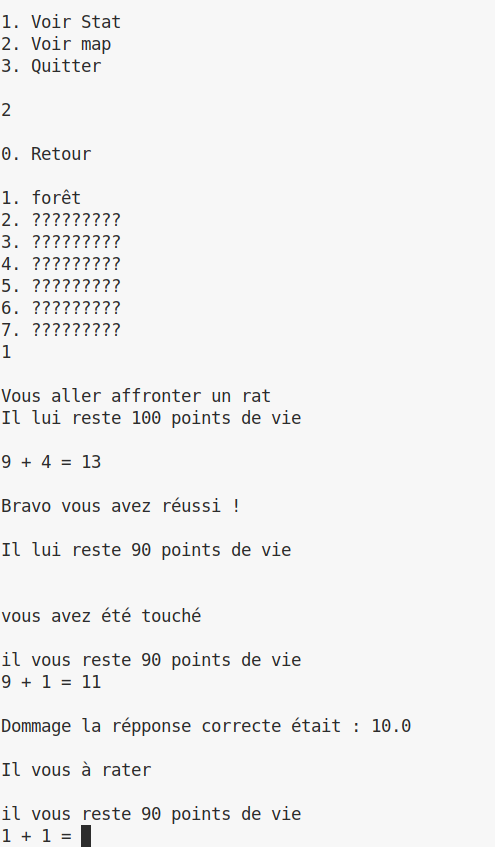 1. Voir Stat
2. Voir map
3. Quitter
2
0. Retour
1. forêt
2. ?????????
3. ?????????
4. ?????????
5. ?????????
6. ?????????
7. ?????????
1
Vous aller affronter un rat
Il lui reste 100 points de vie
9 + 4 = 13
Bravo vous avez réussi !
Il lui reste 90 points de vie
vous avez été touché
il vous reste 90 points de vie
9 + 1 = 11
Dommage la répponse correcte était : 10.0
Il vous à rater
il vous reste 90 points de vie
1 + 1 =